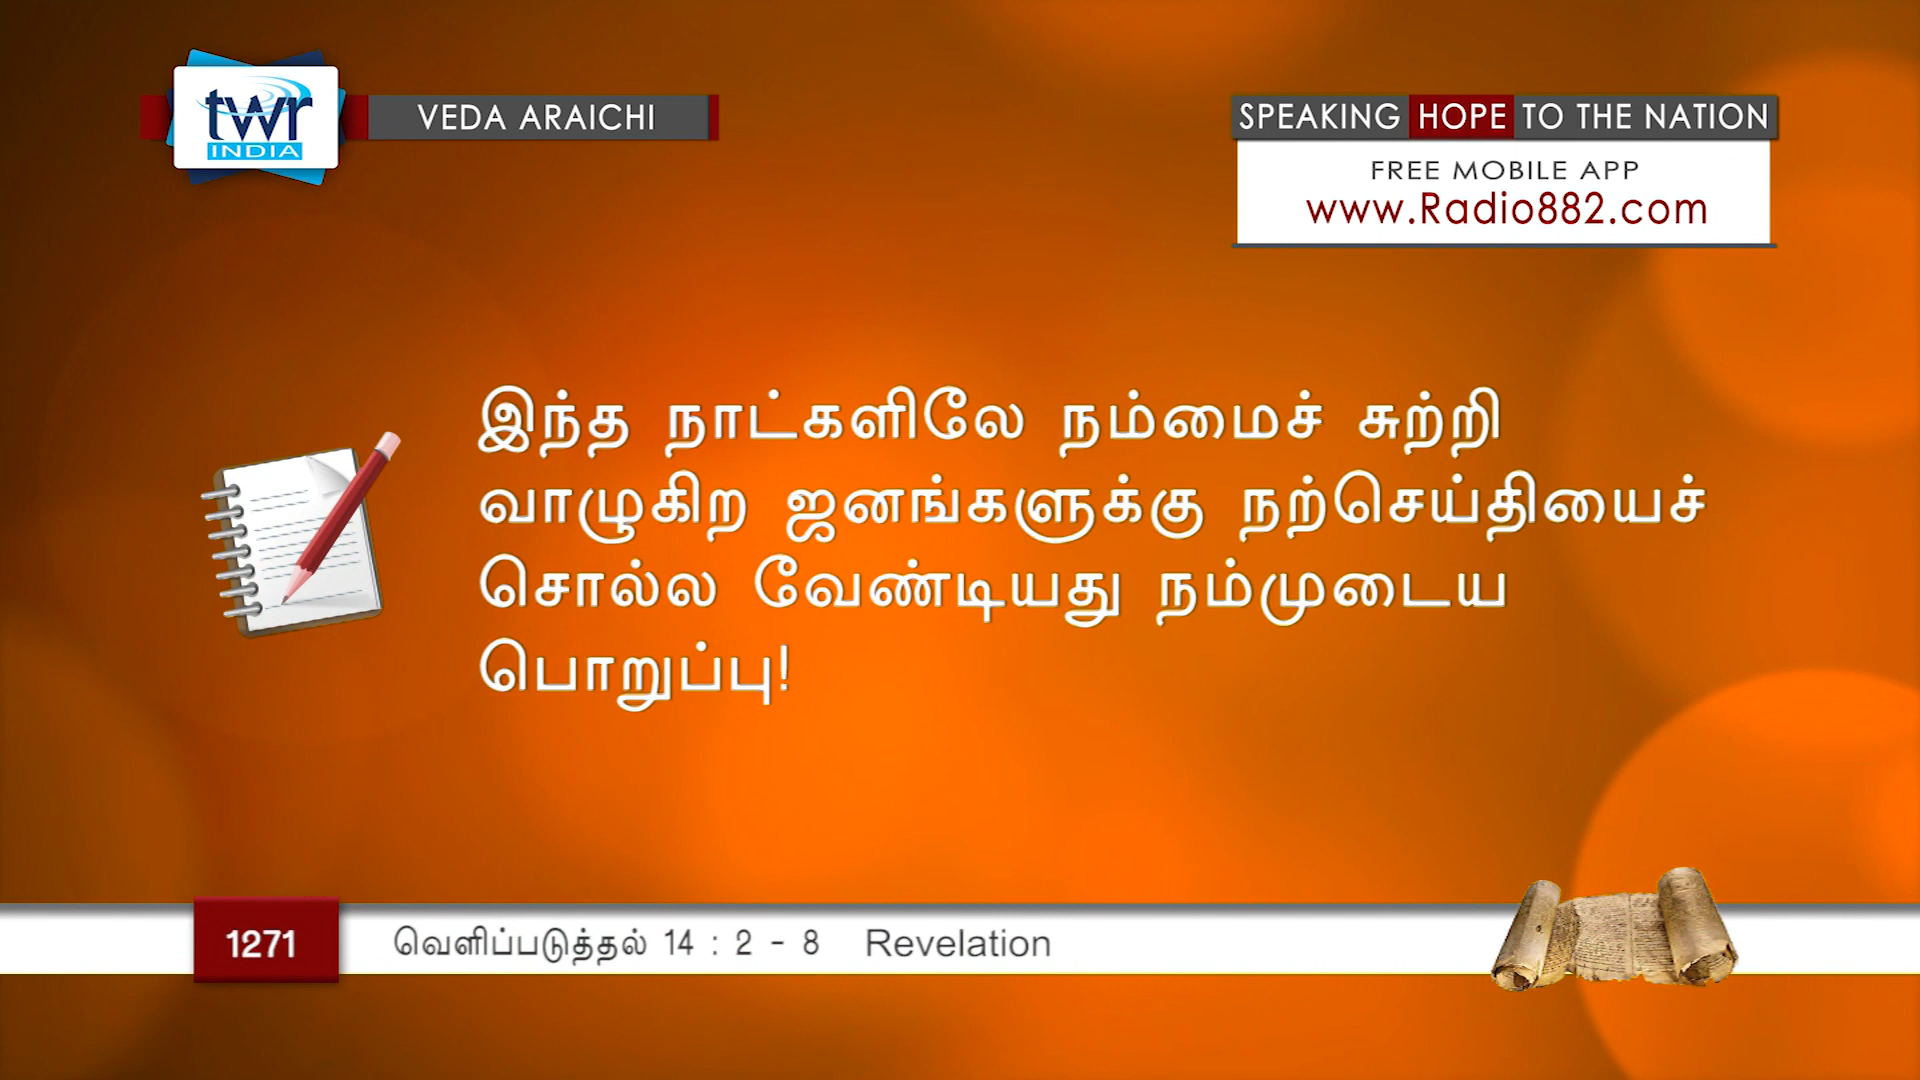 twr
INDIA
VEDA ARAICHI
SPEAKING HOPE TO THE NATION
FREE MOBILE APP
www.Radio882.com
இந்த நாட்களிலே நம்மைச் சுற்றி
வாழுகிற ஜனங்களுக்கு நற்செய்தியைச்
சொல்ல வேண்டியது நம்முடைய
பொறுப்பு!
1271 வெளிப்படுத்தல் 14 : 2 - 8 Revelation